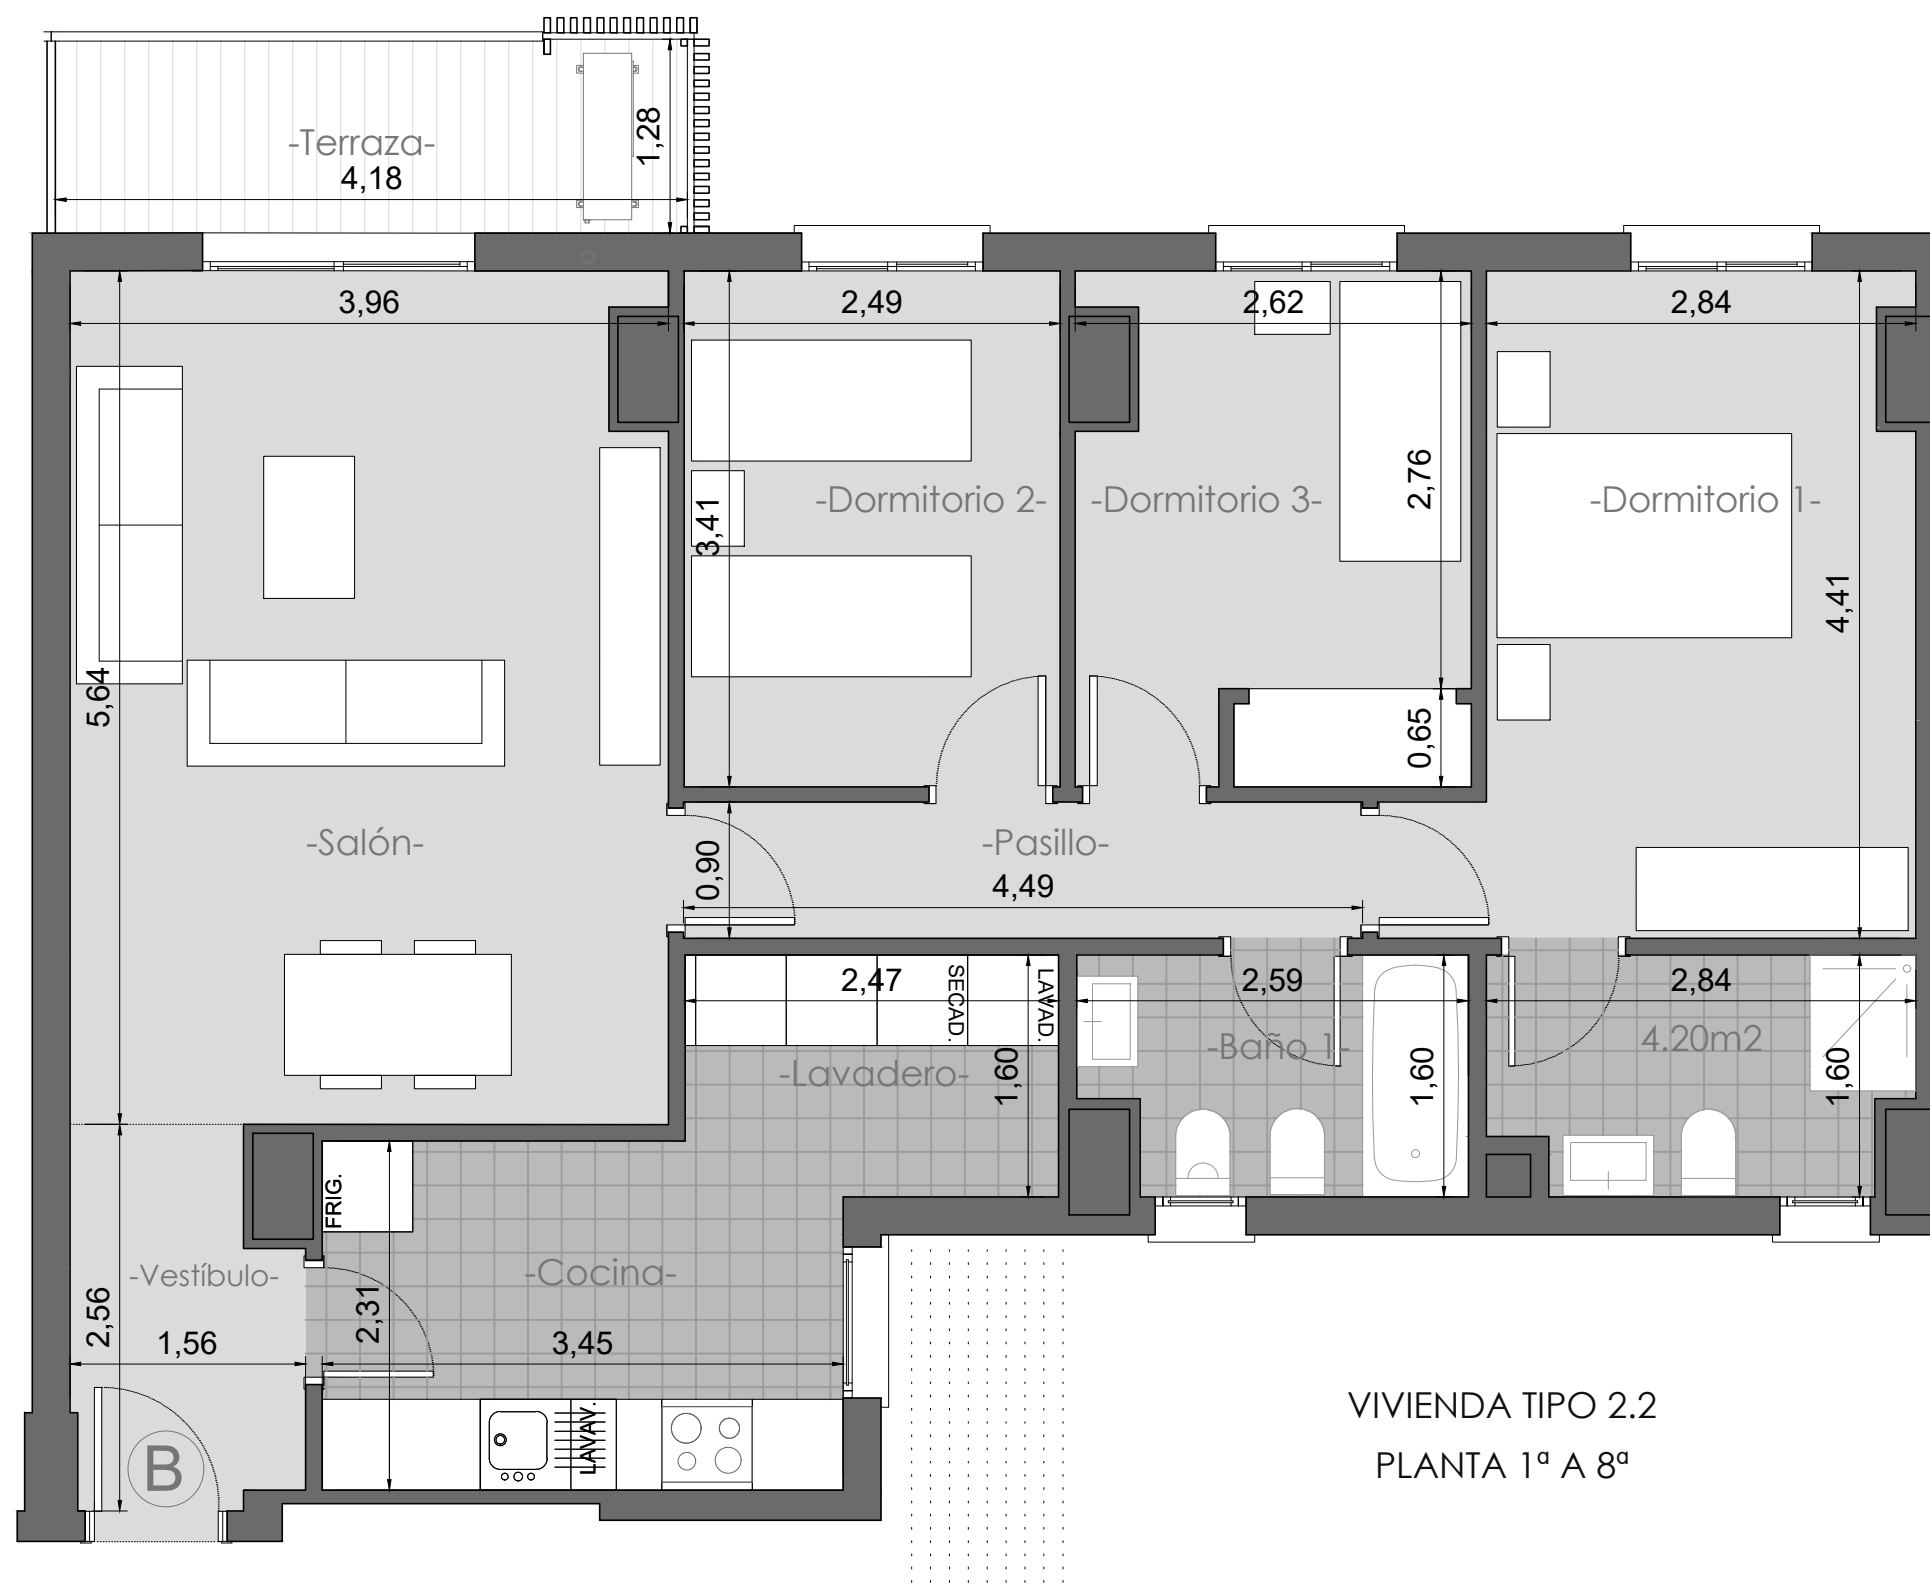 -Terraza-
4,18
1,28
3,96
2,49
2,62
2,84
5,64
3,41
-Dormitorio 2-
-Dormitorio 3-
2,76
-Dormitorio 1-
4,41
0,65
-Salón-
0,90
-Pasillo-
4,49
2,47
SECAD.
LAVAD.
-Lavadero-
1,60
2,59
-Baño 1-
1,60
2,84
4.20m2
1,60
FRIG.
-Vestíbulo-
2,56
1,56
-Cocina-
2,31
3,45
LAVAV.
B
VIVIENDA TIPO 2.2
PLANTA 1ª A 8ª